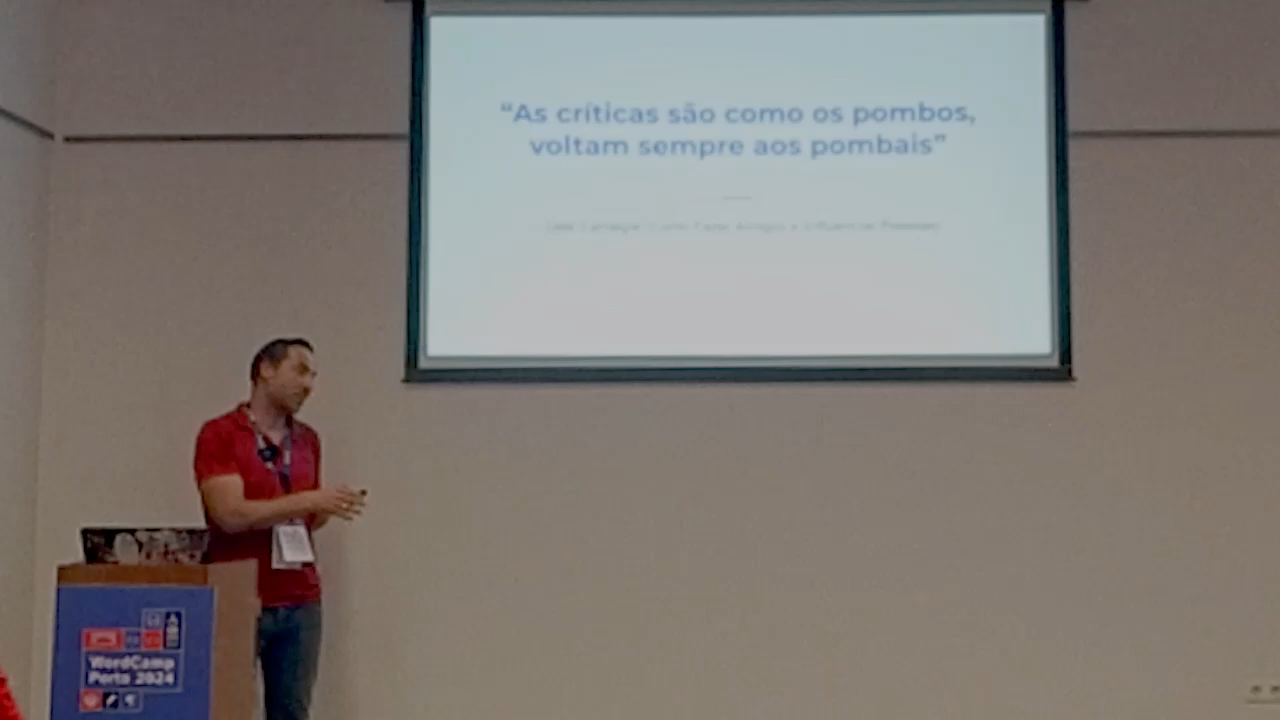 “As críticas são como os pombos,
voltam sempre aos pombais”
WordCamp
Porto 2024